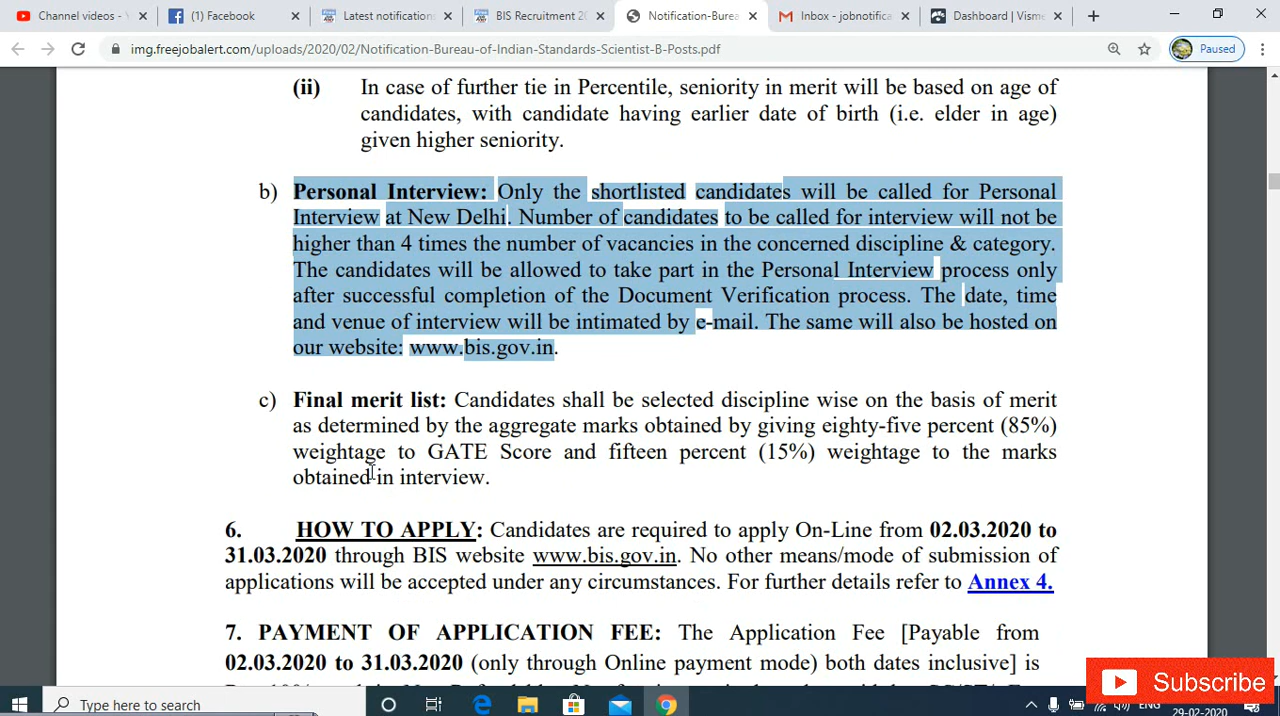 Channel videos -
(1) Facebook
Latest notification
BIS Recruitment 20
Notification-Burea
Inbox - jobnotifica
Dashboard | Visme
img.freejobalert.com/uploads/2020/02/Notification-Bureau-of-Indian-Standards-Scientist-B-Posts.pdf
Paused
(ii) In case of further tie in Percentile, seniority in merit will be based on age of
candidates, with candidate having earlier date of birth (i.e. elder in age)
given higher seniority.
b) Personal Interview: Only the shortlisted candidates will be called for Personal
Interview at New Delhi. Number of candidates to be called for interview will not be
higher than 4 times the number of vacancies in the concerned discipline & category.
The candidates will be allowed to take part in the Personal Interview process only
after successful completion of the Document Verification process. The date, time
and venue of interview will be intimated by e-mail. The same will also be hosted on
our website: www.bis.gov.in.
c) Final merit list: Candidates shall be selected discipline wise on the basis of merit
as determined by the aggregate marks obtained by giving eighty-five percent (85%)
weightage to GATE Score and fifteen percent (15%) weightage to the marks
obtained in interview.
6. HOW TO APPLY: Candidates are required to apply On-Line from 02.03.2020 to
31.03.2020 through BIS website www.bis.gov.in. No other means/mode of submission of
applications will be accepted under any circumstances. For further details refer to Annex 4.
7. PAYMENT OF APPLICATION FEE: The Application Fee [Payable from
02.03.2020 to 31.03.2020 (only through Online payment mode) both dates inclusive] is
Subscribe
Type here to search
ENG
29-02-2020